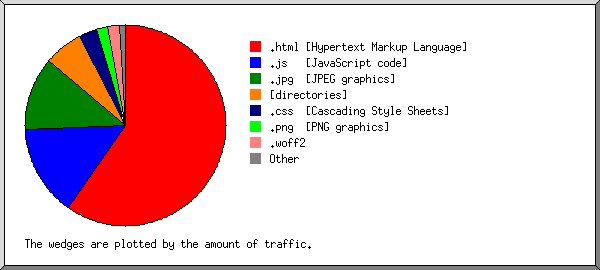 .html [Hypertext Markup Language]
.js   [JavaScript code]
.jpg  [JPEG graphics]
[directories]
.css  [Cascading Style Sheets]
.png  [PNG graphics]
.woff2
Other
The wedges are plotted by the amount of traffic.